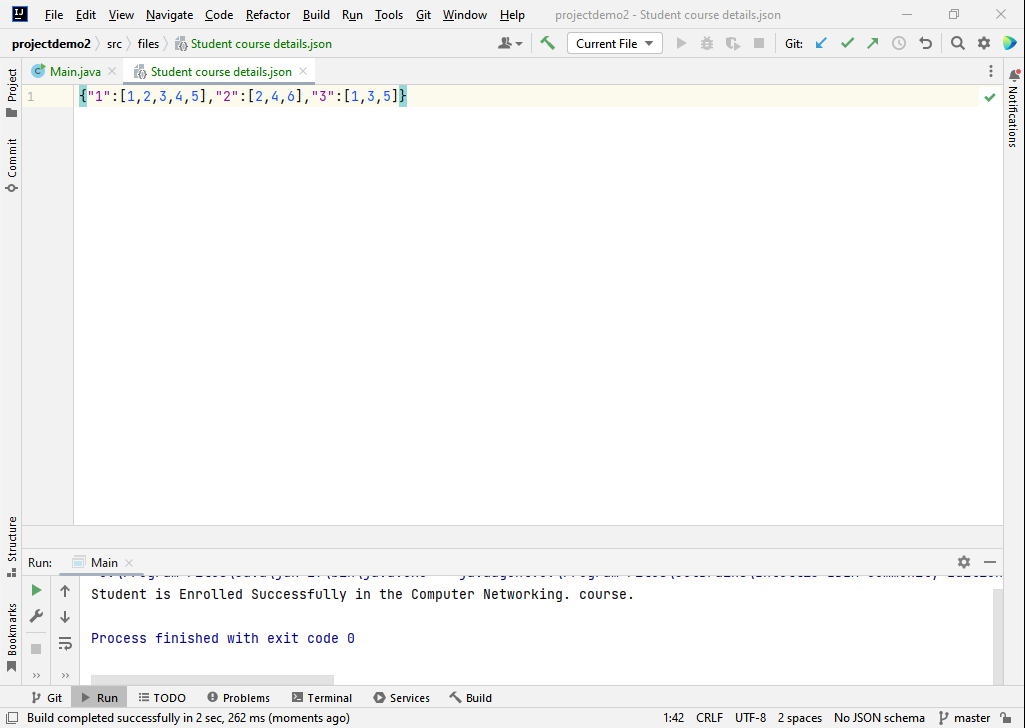 File Edit View Navigate Code Refactor Build Run Tools Git Window Help projectdemo2 - Student course details.json
projectdemo2 src files Student course details.json Current File Git:
Project
Main.java Student course details.json
1 {"1":[1,2,3,4,5],"2":[2,4,6],"3":[1,3,5]}
Notifications
Commit
Structure
Bookmarks
Run: Main
Student is Enrolled Successfully in the Computer Networking. course.
Process finished with exit code 0
Git Run TODO Problems Terminal Services Build
Build completed successfully in 2 sec, 262 ms (moments ago) 1:42 CRLF UTF-8 2 spaces No JSON schema master